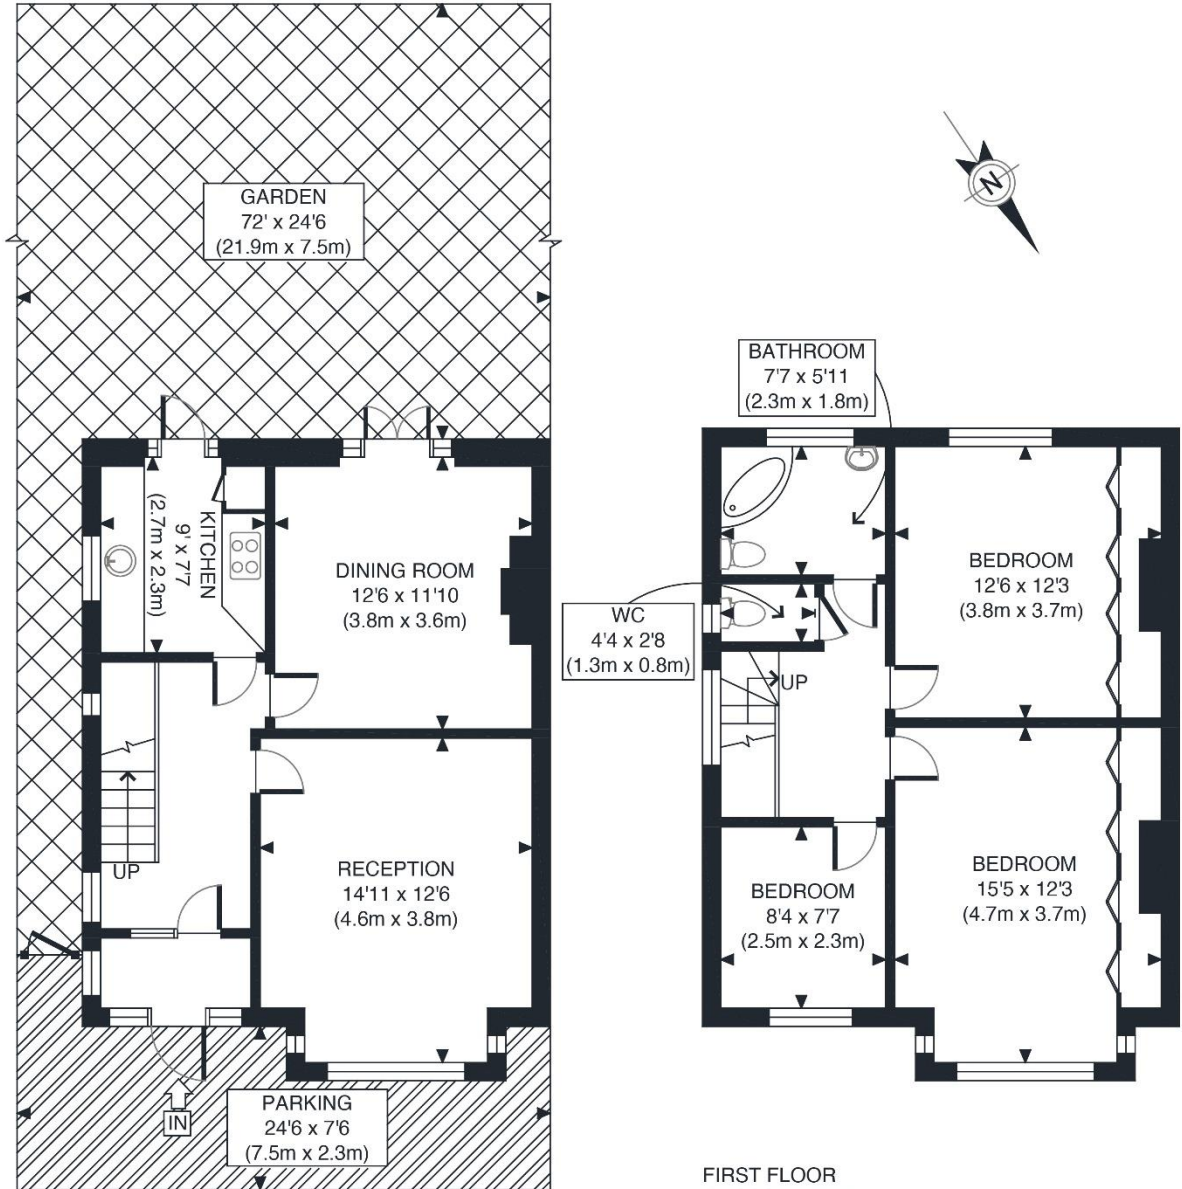 GARDEN
72' x 24'6
(21.9m x 7.5m)
N
BATHROOM
7'7 x 5'11
(2.3m x 1.8m)
KITCHEN
9' x 7'7
(2.7m x 2.3m)
DINING ROOM
12'6 x 11'10
(3.8m x 3.6m)
WC
4'4 x 2'8
(1.3m x 0.8m)
BEDROOM
12'6 x 12'3
(3.8m x 3.7m)
UP
UP
RECEPTION
14'11 x 12'6
(4.6m x 3.8m)
BEDROOM
8'4 x 7'7
(2.5m x 2.3m)
BEDROOM
15'5 x 12'3
(4.7m x 3.7m)
IN
PARKING
24'6 x 7'6
(7.5m x 2.3m)
FIRST FLOOR